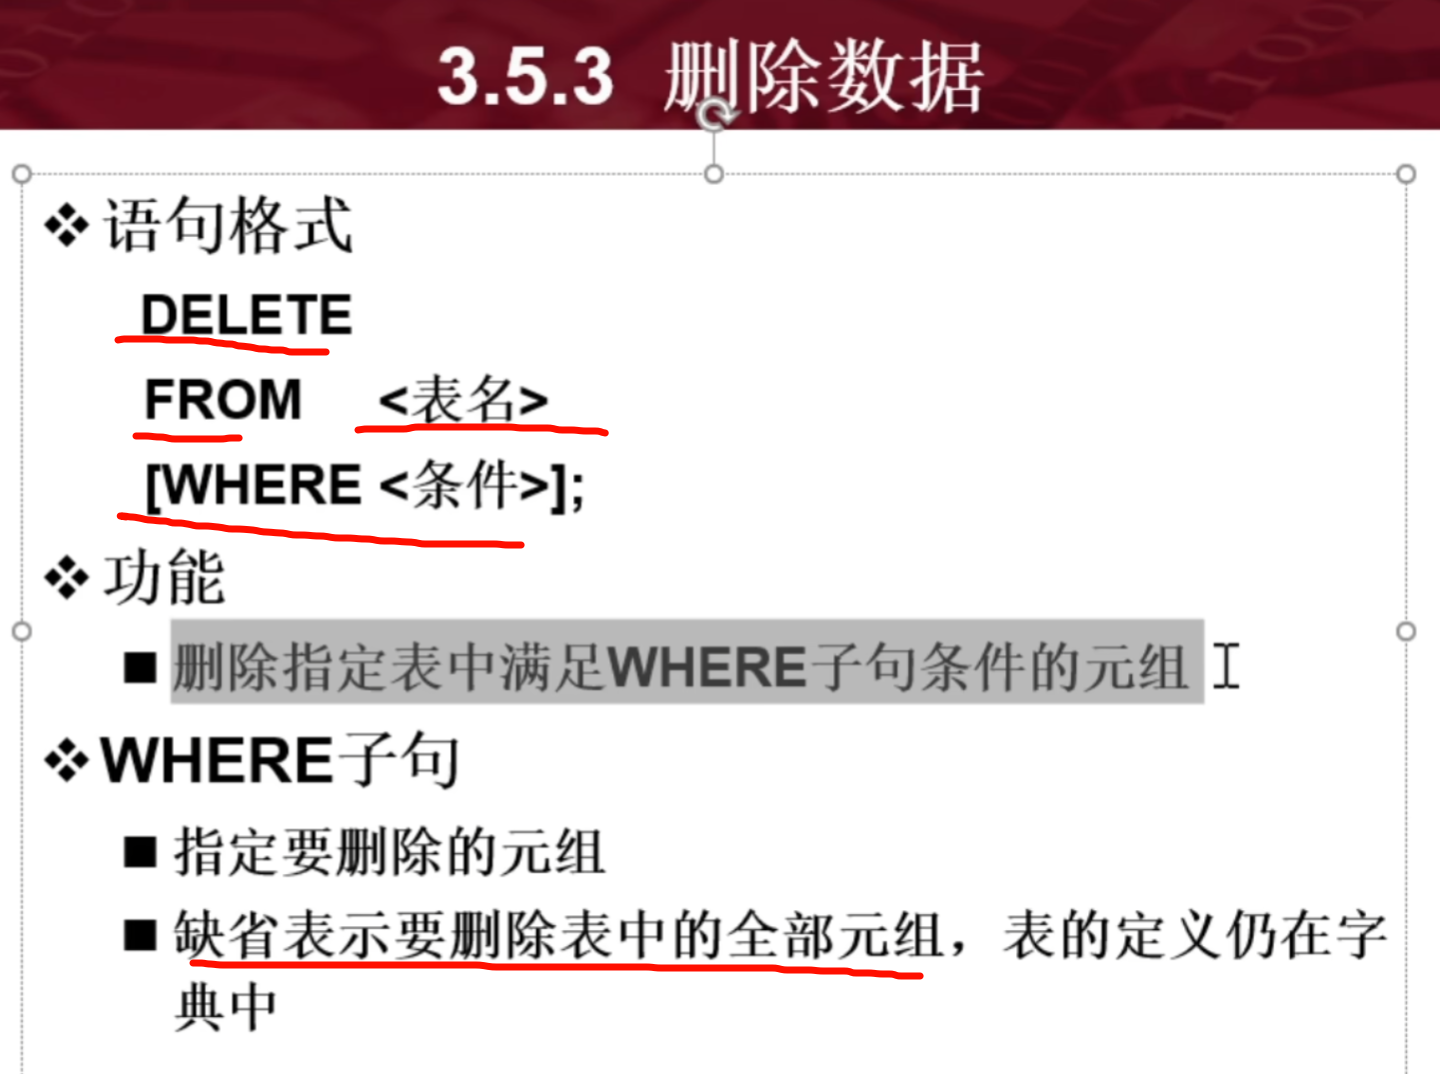 3.5.3 删除数据
❖语句格式
DELETE
FROM <表名>
[WHERE <条件>];
❖功能
■ 删除指定表中满足WHERE子句条件的元组
❖WHERE子句
■ 指定要删除的元组
■ 缺省表示要删除表中的全部元组，表的定义仍在字
典中